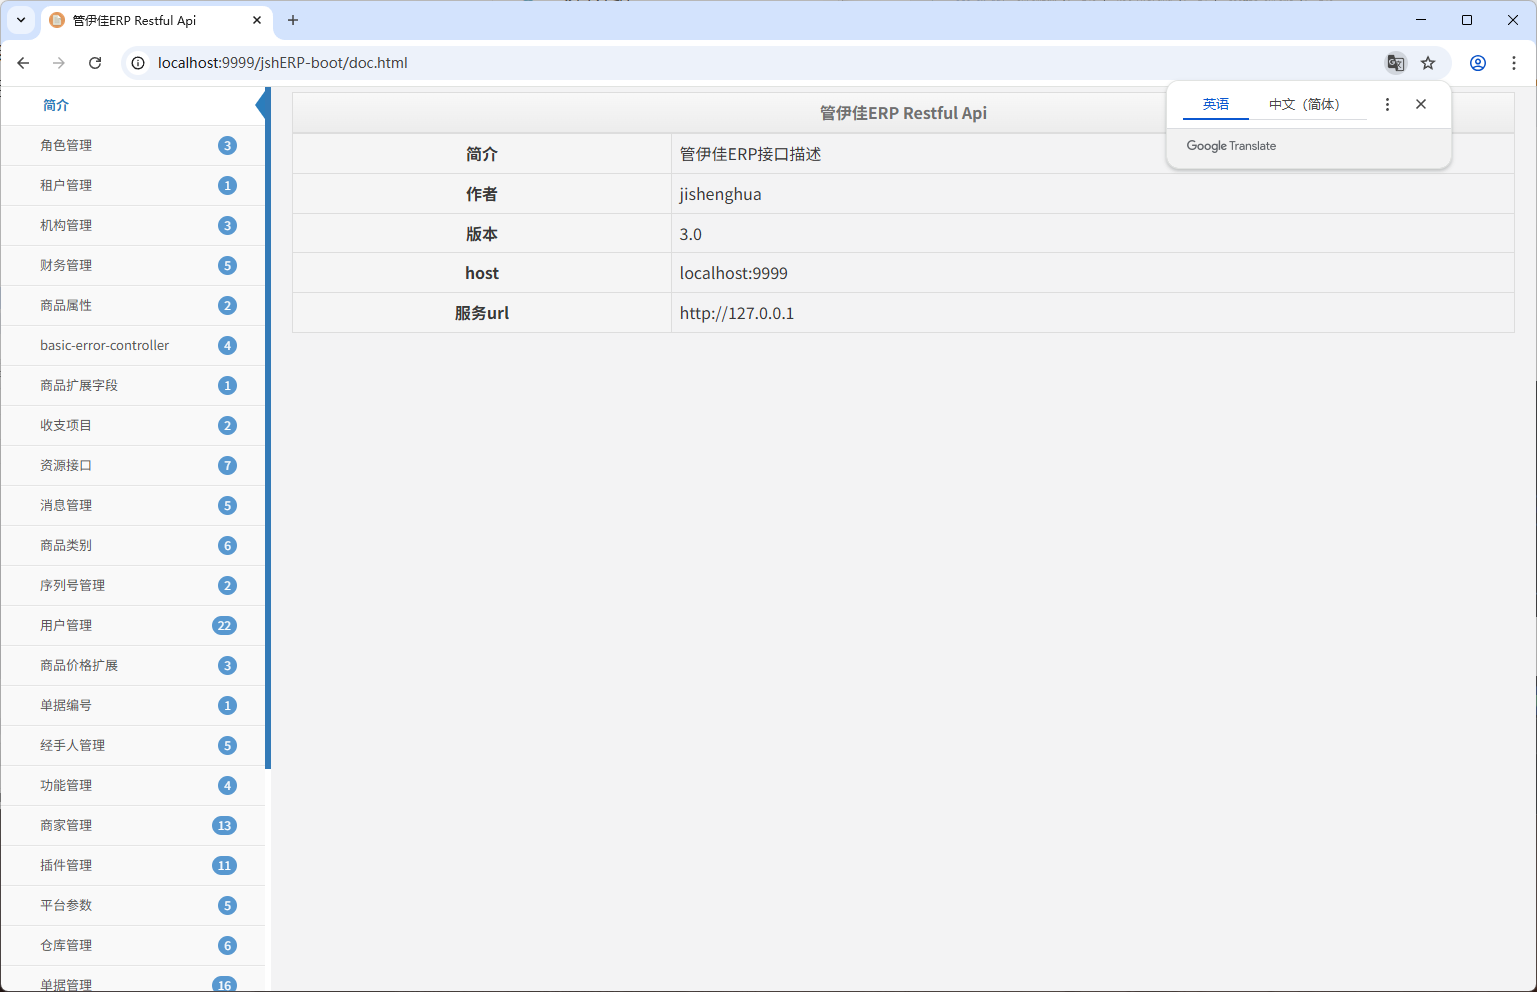 管伊佳ERP Restful Api
localhost:9999/jshERP-boot/doc.html
英语 中文（简体）
Google Translate
简介
角色管理 3
租户管理 1
机构管理 3
财务管理 5
商品属性 2
basic-error-controller 4
商品扩展字段 1
收支项目 2
资源接口 7
消息管理 5
商品类别 6
序列号管理 2
用户管理 22
商品价格扩展 3
单据编号 1
经手人管理 5
功能管理 4
商家管理 13
插件管理 11
平台参数 5
仓库管理 6
单据管理 16
管伊佳ERP Restful Api
简介 管伊佳ERP接口描述
作者 jishenghua
版本 3.0
host localhost:9999
服务url http://127.0.0.1